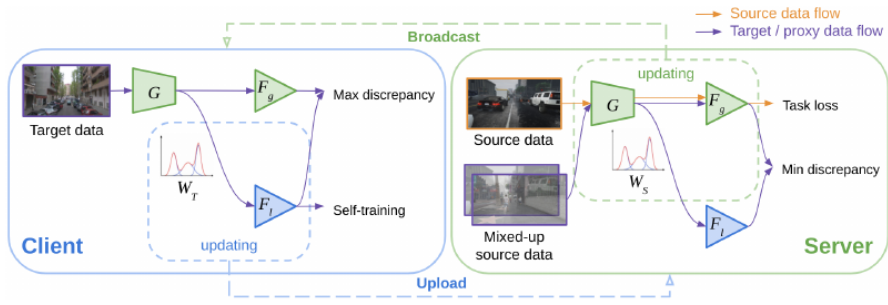 Source data flow
Target / proxy data flow
Broadcast
G
F_g
Max discrepancy
Target data
W_T
F_l
Self-training
updating
Client
Upload
updating
G
F_g
Task loss
Source data
W_S
Min discrepancy
F_l
Mixed-up
source data
Server